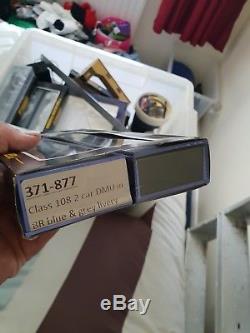 371-877
Class 108 2 car DMU in
BR blue & grey livery